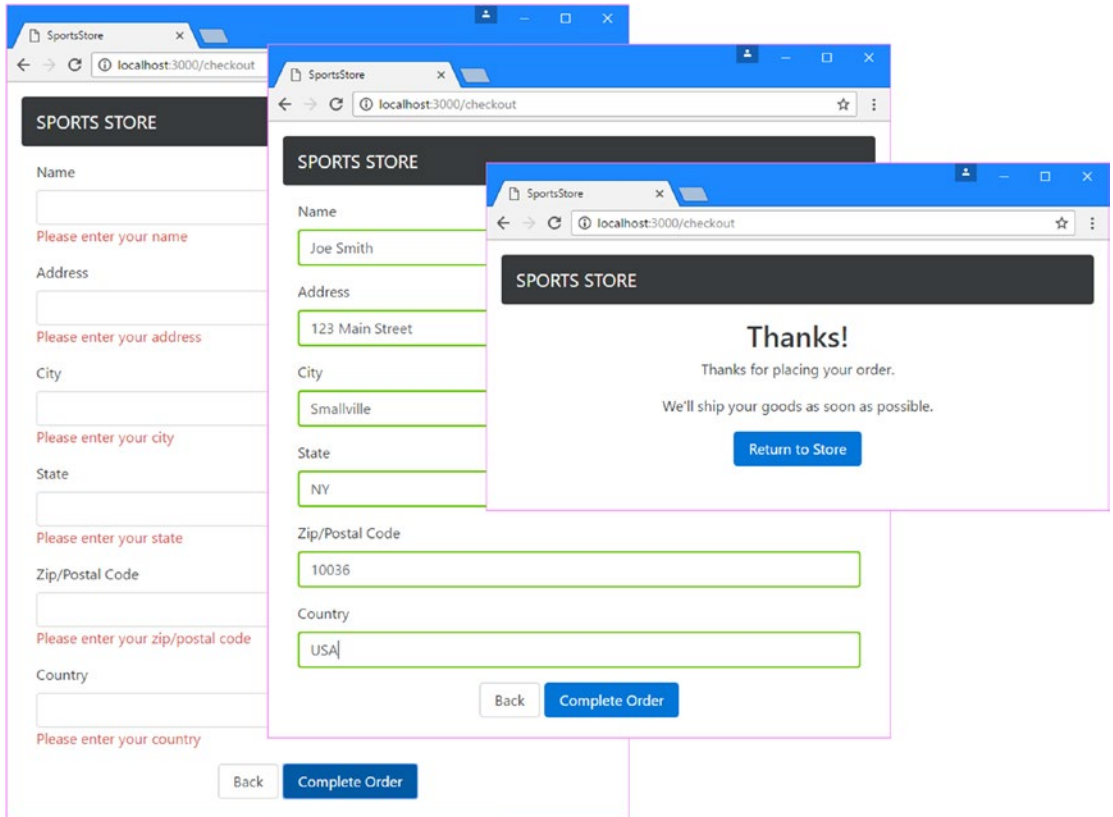 SportsStore
localhost:3000/checkout
SPORTS STORE
Name
Please enter your name
Address
Please enter your address
City
Please enter your city
State
Please enter your state
Zip/Postal Code
Please enter your zip/postal code
Country
Please enter your country
Back
Complete Order
SportsStore
localhost:3000/checkout
SPORTS STORE
Name
Joe Smith
Address
123 Main Street
City
Smallville
State
NY
Zip/Postal Code
10036
Country
USA
Back
Complete Order
SportsStore
localhost:3000/checkout
SPORTS STORE
Thanks!
Thanks for placing your order.
We'll ship your goods as soon as possible.
Return to Store